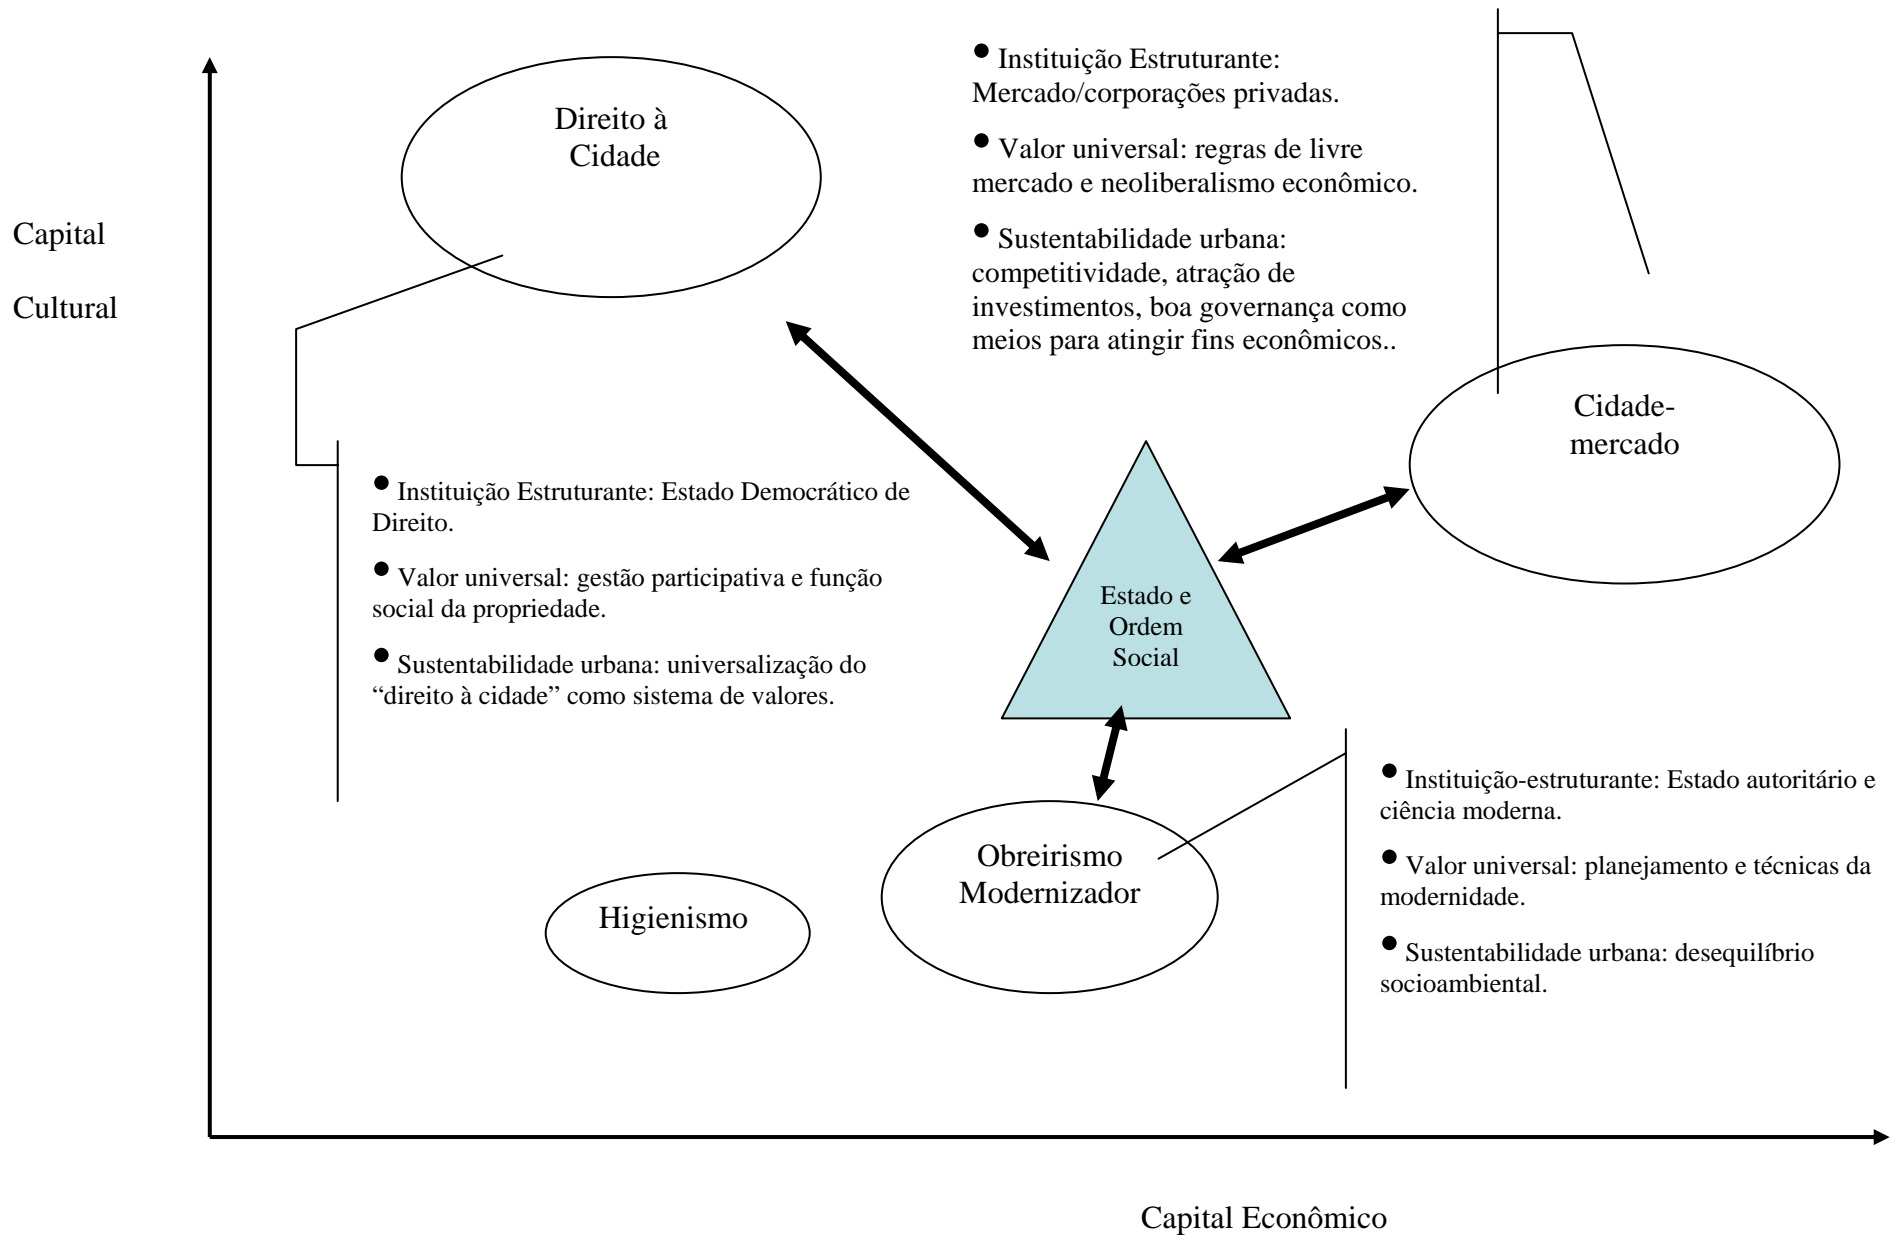 Direito à
Cidade
• Instituição Estruturante:
Mercado/corporações privadas.
• Valor universal: regras de livre
mercado e neoliberalismo econômico.
• Sustentabilidade urbana:
competitividade, atração de
investimentos, boa governança como
meios para atingir fins econômicos..
Capital
Cultural
Cidade-
mercado
• Instituição Estruturante: Estado Democrático de
Direito.
• Valor universal: gestão participativa e função
social da propriedade.
• Sustentabilidade urbana: universalização do
“direito à cidade” como sistema de valores.
Estado e
Ordem
Social
• Instituição-estruturante: Estado autoritário e
ciência moderna.
• Valor universal: planejamento e técnicas da
modernidade.
• Sustentabilidade urbana: desequilíbrio
socioambiental.
Obreirismo
Modernizador
Higienismo
Capital Econômico